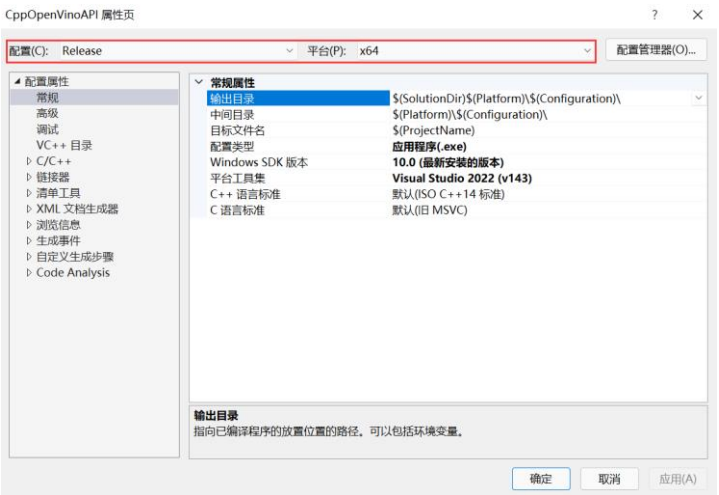 CppOpenVinoAPI 属性页
配置(C): Release 平台(P): x64 配置管理器(O)...
配置属性
常规
高级
调试
VC++ 目录
C/C++
链接器
清单工具
XML 文档生成器
浏览信息
生成事件
自定义生成步骤
Code Analysis
常规属性
输出目录 $(SolutionDir)$(Platform)\$(Configuration)\
中间目录 $(Platform)\$(Configuration)\
目标文件名 $(ProjectName)
配置类型 应用程序(.exe)
Windows SDK 版本 10.0 (最新安装的版本)
平台工具集 Visual Studio 2022 (v143)
C++ 语言标准 默认(ISO C++14 标准)
C 语言标准 默认(旧 MSVC)
输出目录
指向已编译程序的放置位置的路径。可以包括环境变量。
确定 取消 应用(A)